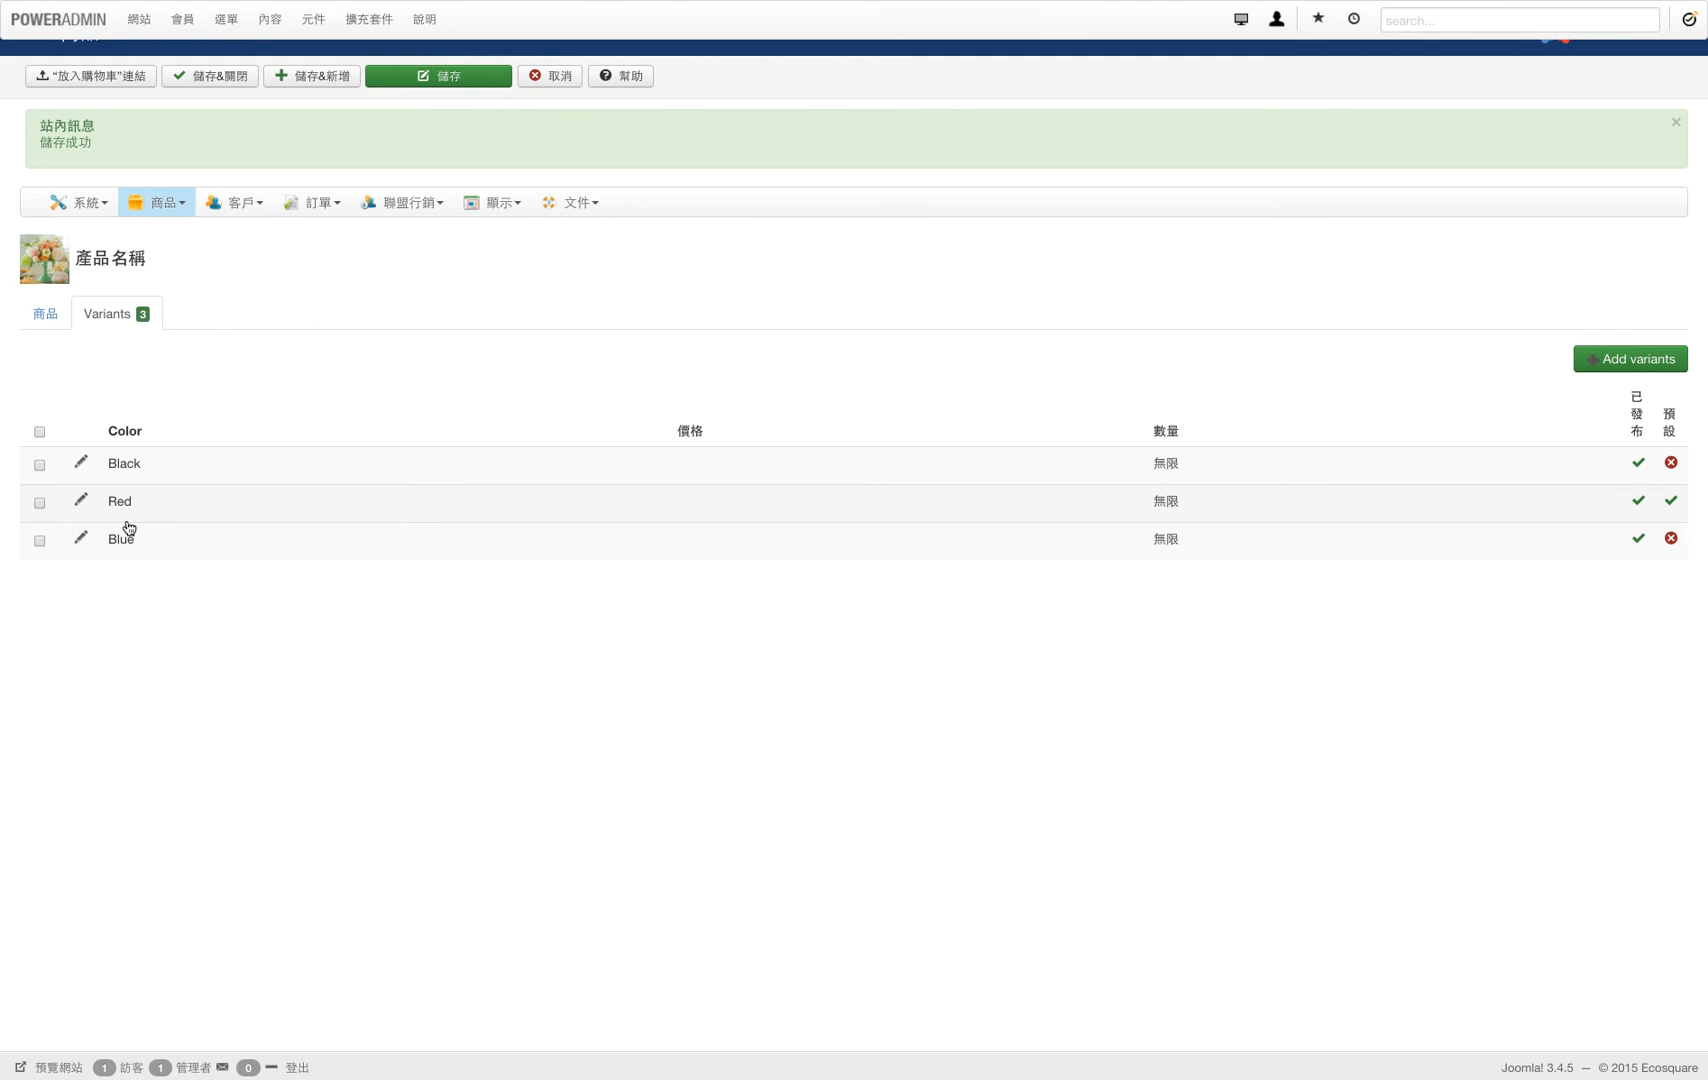 POWERADMIN 網站 會員 選單 內容 元件 擴充套件 說明 search...
“放入購物車”連結 儲存&關閉 儲存&新增 儲存 取消 幫助
站內訊息
儲存成功
系統 商品 客戶 訂單 聯盟行銷 顯示 文件
產品名稱
商品 Variants 3
Add variants
Color 價格 數量 已發布 預設
Black 無限
Red 無限
Blue 無限
預覽網站 1 訪客 1 管理者 0 登出 Joomla! 3.4.5 — © 2015 Ecosquare